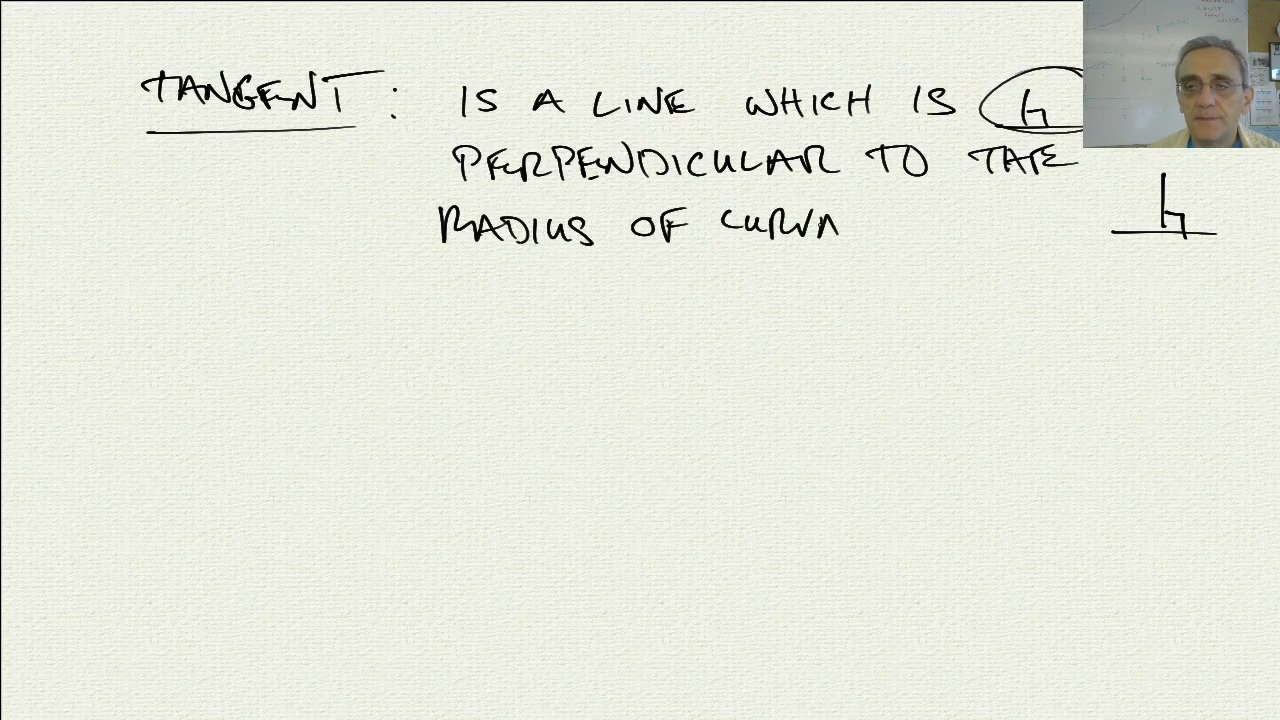 TANGENT : IS A LINE WHICH IS
PERPENDICULAR TO THE
RADIUS OF CURVA